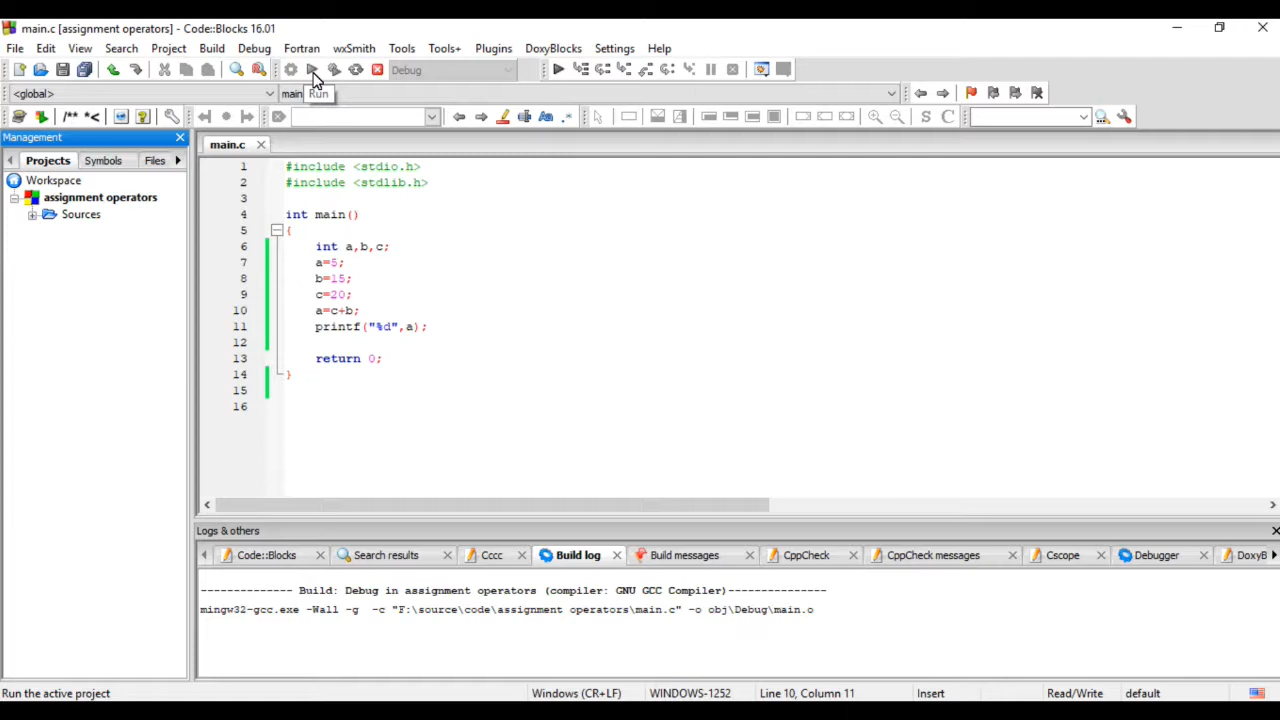 main.c [assignment operators] - Code::Blocks 16.01
File Edit View Search Project Build Debug Fortran wxSmith Tools Tools+ Plugins DoxyBlocks Settings Help
Debug
<global> main
Run
/** *<
Aa .*
S C
Management
Projects Symbols Files
Workspace
assignment operators
Sources
main.c
1 #include <stdio.h>
2 #include <stdlib.h>
3
4 int main()
5 {
6 int a,b,c;
7 a=5;
8 b=15;
9 c=20;
10 a=c+b;
11 printf("%d",a);
12
13 return 0;
14 }
15
16
Logs & others
Code::Blocks Search results Cccc Build log Build messages CppCheck CppCheck messages Cscope Debugger DoxyB
-------------- Build: Debug in assignment operators (compiler: GNU GCC Compiler)---------------
mingw32-gcc.exe -Wall -g -c "F:\source\code\assignment operators\main.c" -o obj\Debug\main.o
Run the active project Windows (CR+LF) WINDOWS-1252 Line 10, Column 11 Insert Read/Write default